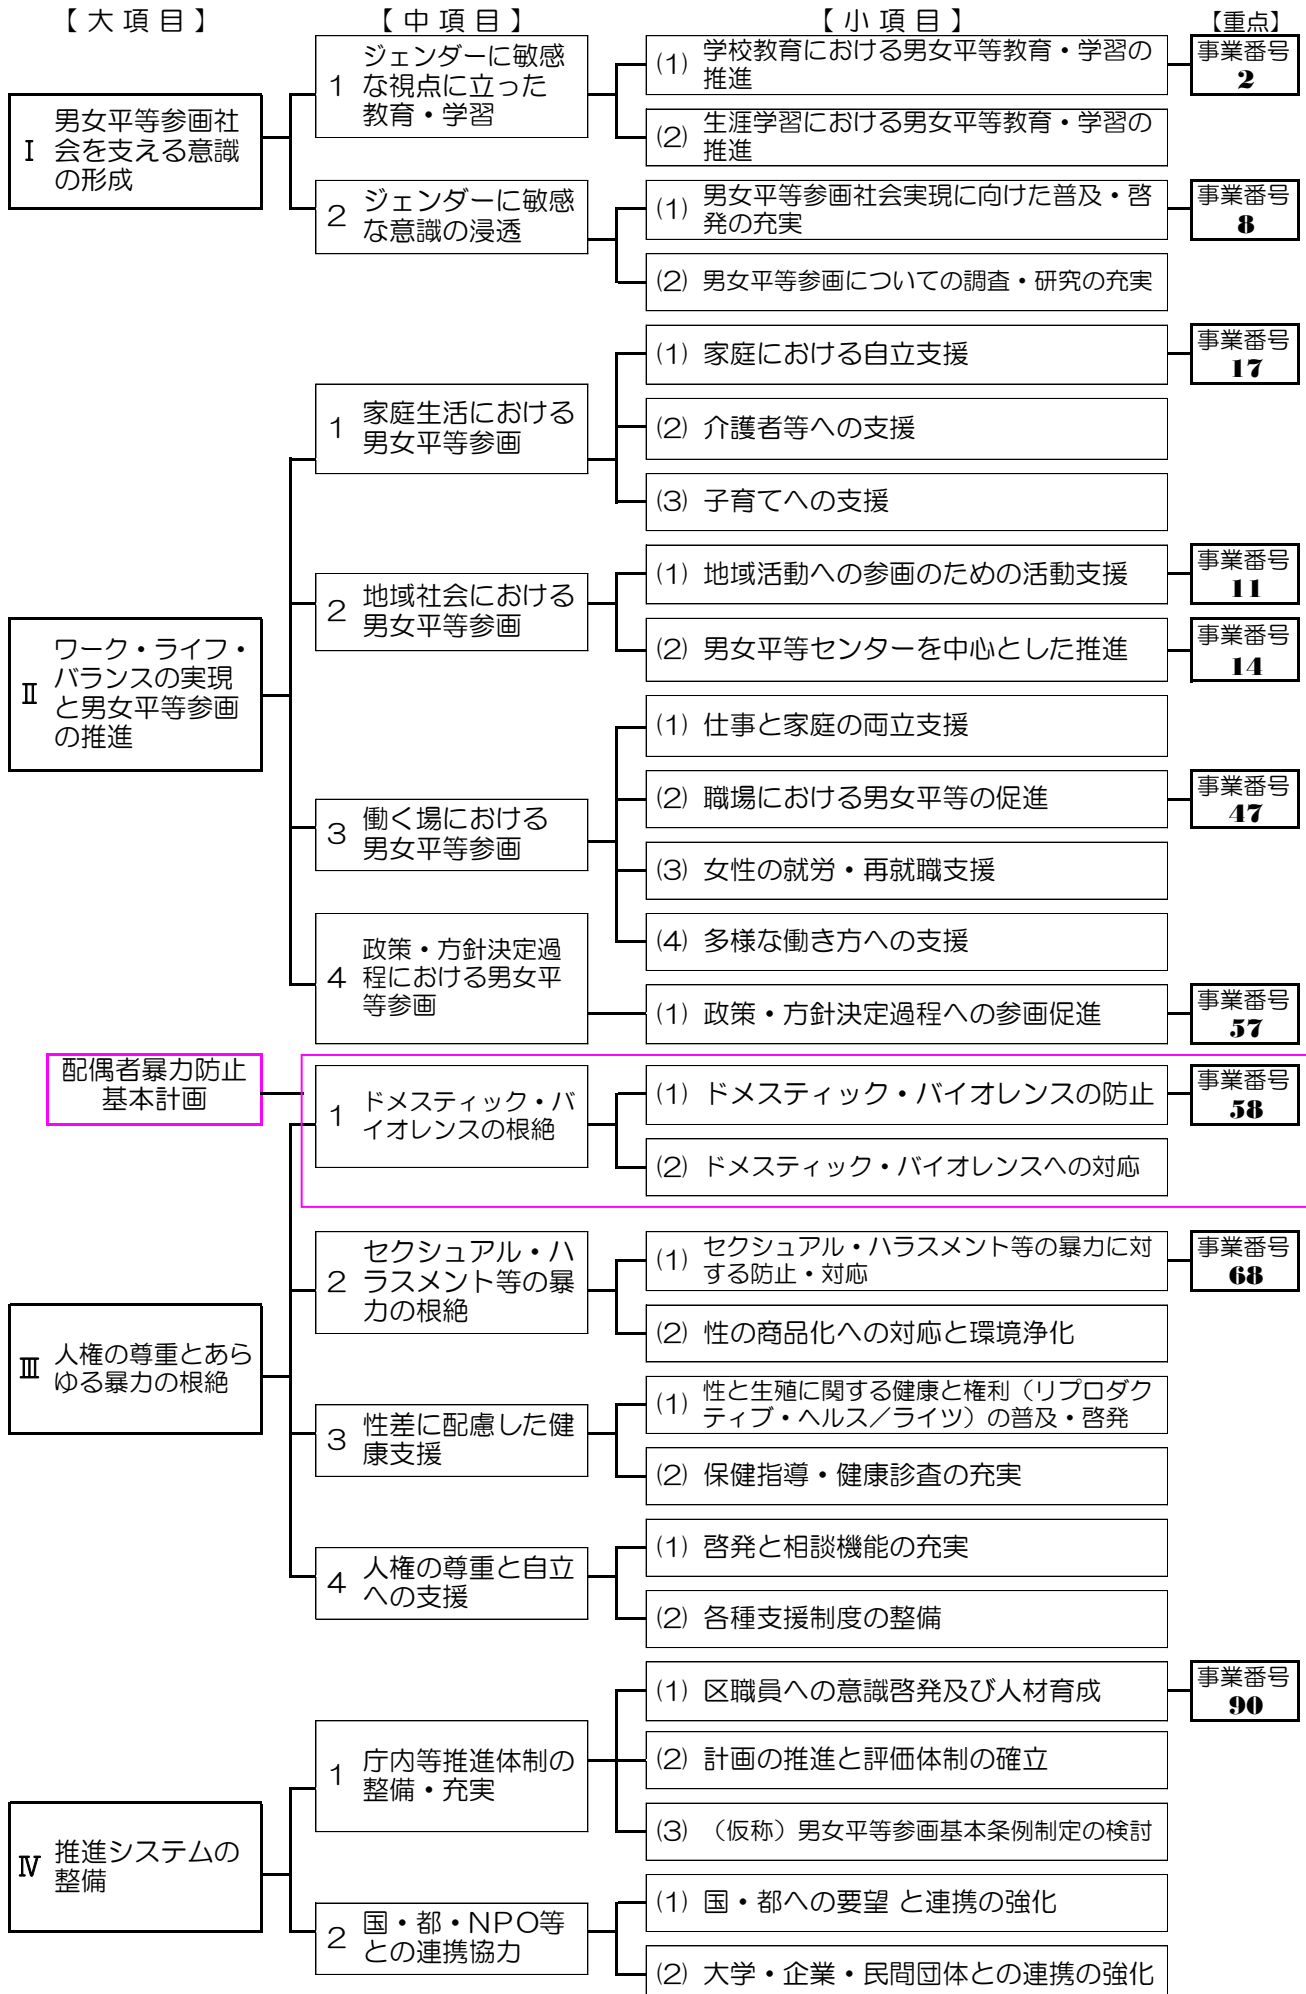 【 大 項 目 】
【 中 項 目 】
【 小 項 目 】
【重点】
Ⅰ
男女平等参画社
会を支える意識
の形成
1
ジェンダーに敏感
な視点に立った
教育・学習
(1)
学校教育における男女平等教育・学習の
推進
事業番号
2
(2)
生涯学習における男女平等教育・学習の
推進
2
ジェンダーに敏感
な意識の浸透
(1)
男女平等参画社会実現に向けた普及・啓
発の充実
事業番号
8
(2) 男女平等参画についての調査・研究の充実
Ⅱ
ワーク・ライフ・
バランスの実現
と男女平等参画
の推進
1
家庭生活における
男女平等参画
(1) 家庭における自立支援
事業番号
17
(2) 介護者等への支援
(3) 子育てへの支援
2
地域社会における
男女平等参画
(1) 地域活動への参画のための活動支援
事業番号
11
(2) 男女平等センターを中心とした推進
事業番号
14
3
働く場における
男女平等参画
(1) 仕事と家庭の両立支援
(2) 職場における男女平等の促進
事業番号
47
(3) 女性の就労・再就職支援
(4) 多様な働き方への支援
4
政策・方針決定過
程における男女平
等参画
(1) 政策・方針決定過程への参画促進
事業番号
57
配偶者暴力防止
基本計画
Ⅲ
人権の尊重とあら
ゆる暴力の根絶
1
ドメスティック・バ
イオレンスの根絶
(1) ドメスティック・バイオレンスの防止
事業番号
58
(2) ドメスティック・バイオレンスへの対応
2
セクシュアル・ハ
ラスメント等の暴
力の根絶
(1)
セクシュアル・ハラスメント等の暴力に対
する防止・対応
事業番号
68
(2) 性の商品化への対応と環境浄化
3
性差に配慮した健
康支援
(1)
性と生殖に関する健康と権利（リプロダク
ティブ・ヘルス／ライツ）の普及・啓発
(2) 保健指導・健康診査の充実
4
人権の尊重と自立
への支援
(1) 啓発と相談機能の充実
(2) 各種支援制度の整備
Ⅳ
推進システムの
整備
1
庁内等推進体制の
整備・充実
(1) 区職員への意識啓発及び人材育成
事業番号
90
(2) 計画の推進と評価体制の確立
(3) （仮称）男女平等参画基本条例制定の検討
2
国・都・NPO等
との連携協力
(1) 国・都への要望 と連携の強化
(2) 大学・企業・民間団体との連携の強化